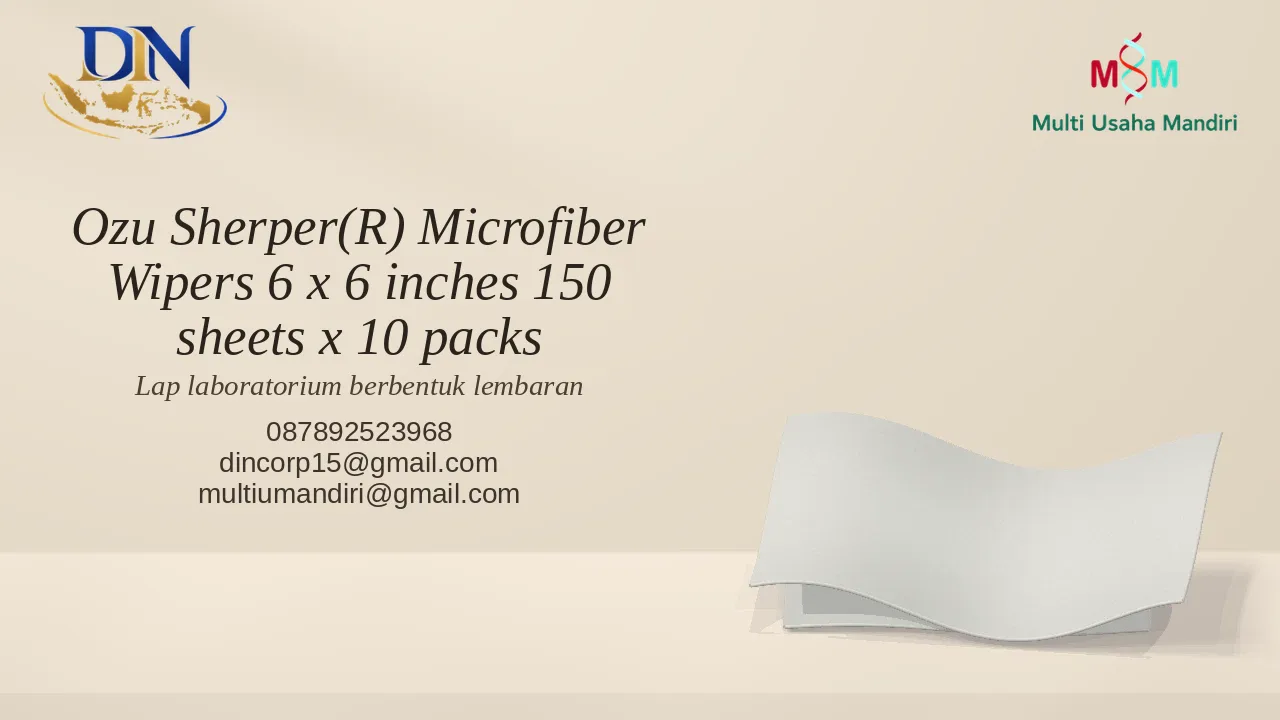 DIN
MSM
Multi Usaha Mandiri
Ozu Sherper(R) Microfiber
Wipers 6 x 6 inches 150
sheets x 10 packs
Lap laboratorium berbentuk lembaran
087892523968
dincorp15@gmail.com
multiumandiri@gmail.com